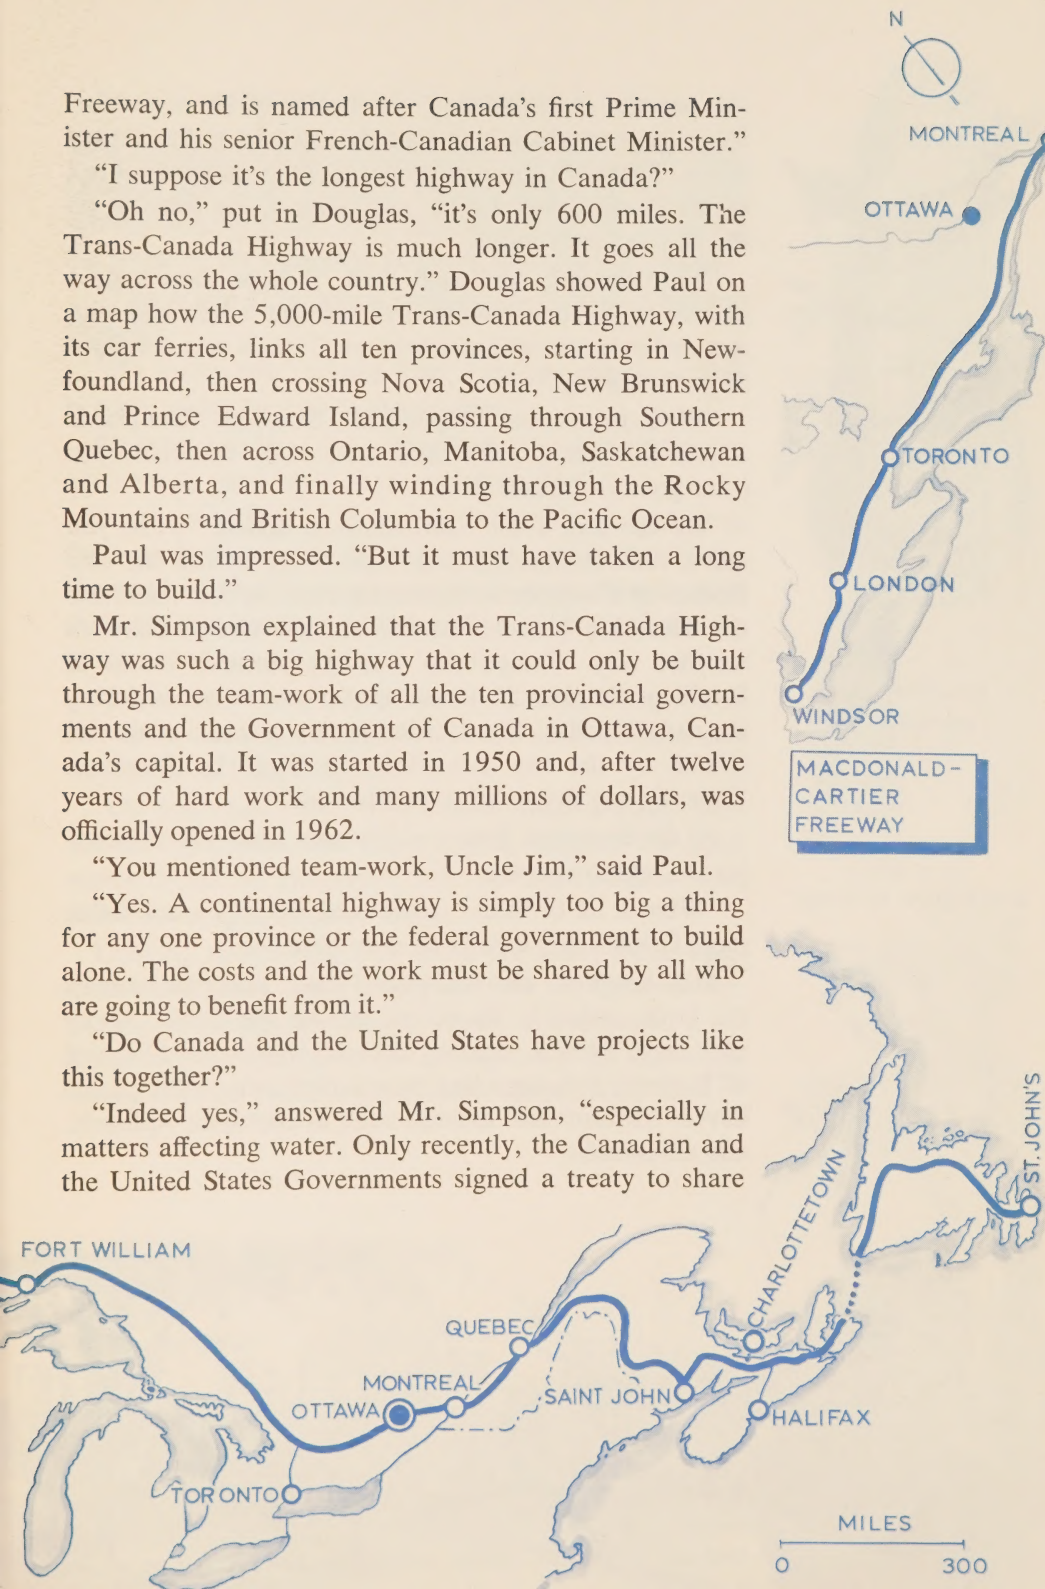 Freeway, and is named after Canada's first Prime Min-
ister and his senior French-Canadian Cabinet Minister.”
“I suppose it's the longest highway in Canada?”
“Oh no,” put in Douglas, “it's only 600 miles. The
Trans-Canada Highway is much longer. It goes all the
way across the whole country.” Douglas showed Paul on
a map how the 5,000-mile Trans-Canada Highway, with
its car ferries, links all ten provinces, starting in New-
foundland, then crossing Nova Scotia, New Brunswick
and Prince Edward Island, passing through Southern
Quebec, then across Ontario, Manitoba, Saskatchewan
and Alberta, and finally winding through the Rocky
Mountains and British Columbia to the Pacific Ocean.
Paul was impressed. “But it must have taken a long
time to build.”
Mr. Simpson explained that the Trans-Canada High-
way was such a big highway that it could only be built
through the team-work of all the ten provincial govern-
ments and the Government of Canada in Ottawa, Can-
ada's capital. It was started in 1950 and, after twelve
years of hard work and many millions of dollars, was
officially opened in 1962.
“You mentioned team-work, Uncle Jim,” said Paul.
“Yes. A continental highway is simply too big a thing
for any one province or the federal government to build
alone. The costs and the work must be shared by all who
are going to benefit from it.”
“Do Canada and the United States have projects like
this together?”
“Indeed yes,” answered Mr. Simpson, “especially in
matters affecting water. Only recently, the Canadian and
the United States Governments signed a treaty to share
N
MONTREAL
OTTAWA
TORONTO
LONDON
WINDSOR
MACDONALD-
CARTIER
FREEWAY
ST. JOHN'S
CHARLOTTETOWN
FORT WILLIAM
QUEBEC
MONTREAL
OTTAWA
SAINT JOHN
HALIFAX
TORONTO
MILES
0 300